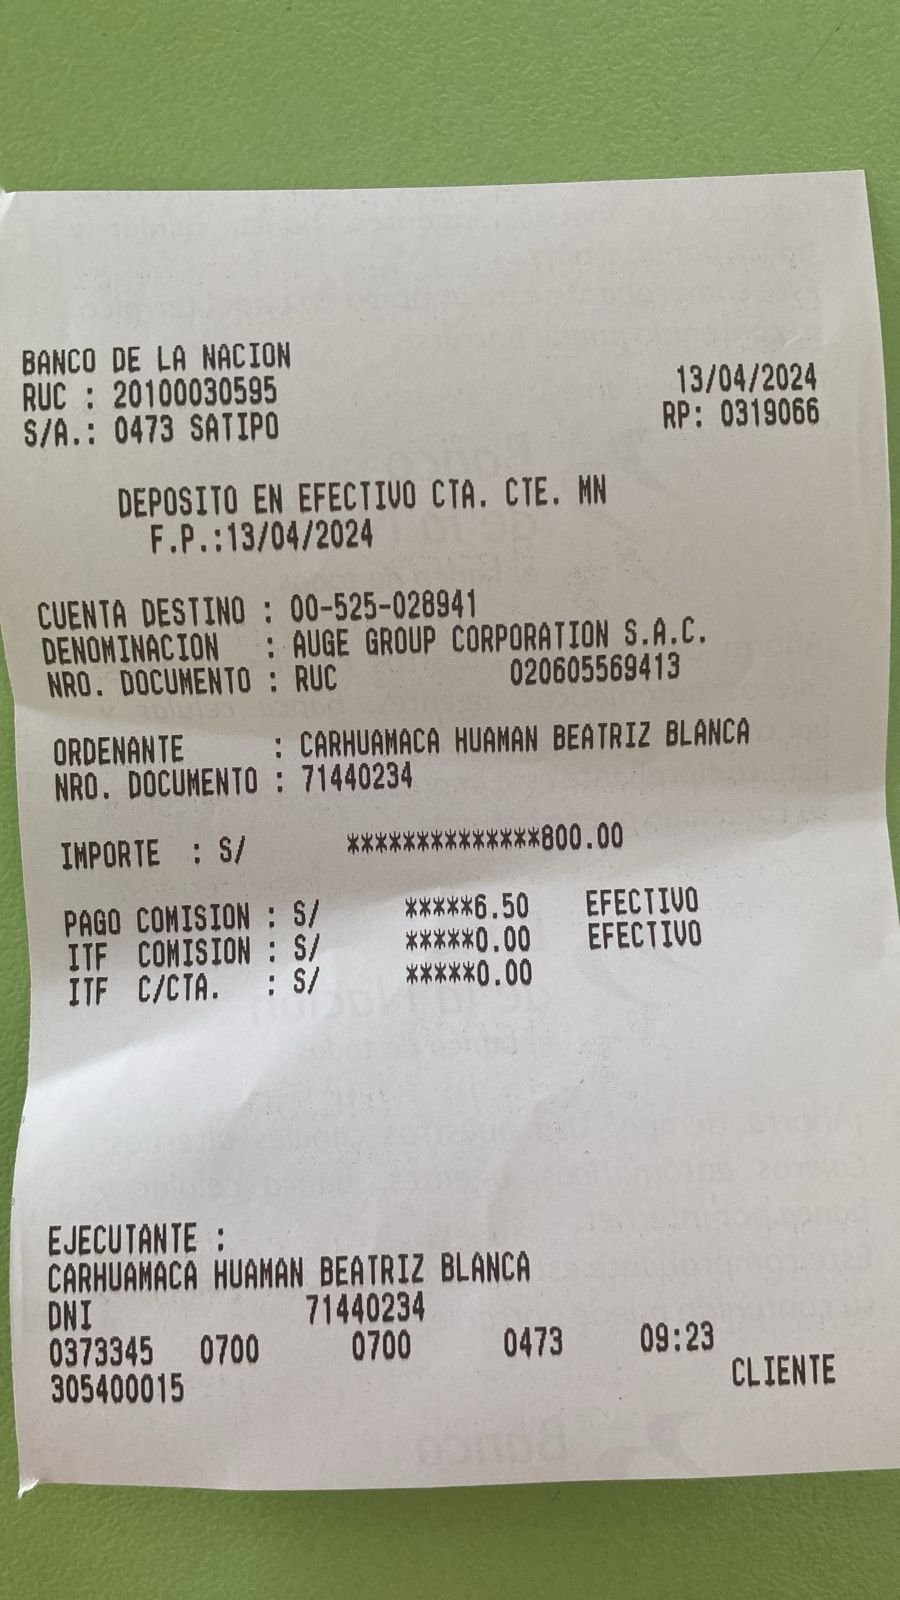 BANCO DE LA NACION
RUC : 20100030595 13/04/2024
S/A.: 0473 SATIPO RP: 0319066
DEPOSITO EN EFECTIVO CTA. CTE. MN
F.P.:13/04/2024
CUENTA DESTINO : 00-525-028941
DENOMINACION : AUGE GROUP CORPORATION S.A.C.
NRO. DOCUMENTO : RUC 020605569413
ORDENANTE : CARHUAMACA HUAMAN BEATRIZ BLANCA
NRO. DOCUMENTO : 71440234
IMPORTE : S/ **************800.00
PAGO COMISION : S/ *****6.50 EFECTIVO
ITF COMISION : S/ *****0.00 EFECTIVO
ITF C/CTA. : S/ *****0.00
EJECUTANTE :
CARHUAMACA HUAMAN BEATRIZ BLANCA
DNI 71440234
0373345 0700 0700 0473 09:23
305400015 CLIENTE